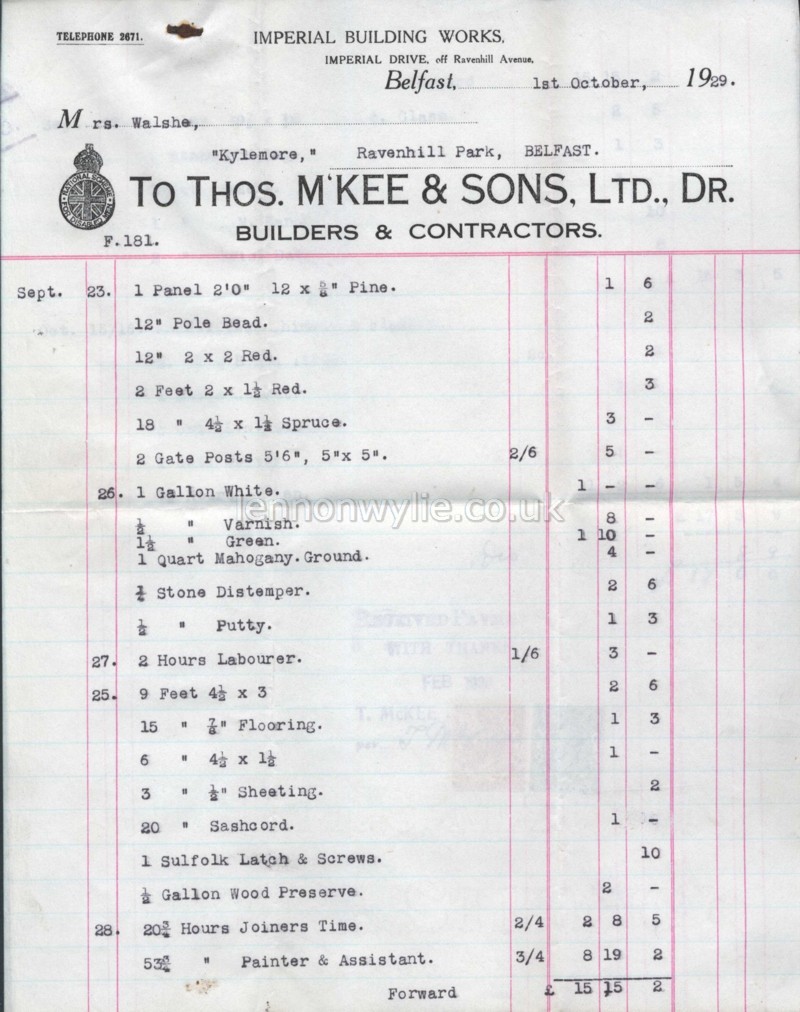 TELEPHONE 2671.
IMPERIAL BUILDING WORKS,
IMPERIAL DRIVE, off Ravenhill Avenue,
Belfast, 1st October, 1929.
Mrs. Walshe,
"Kylemore," Ravenhill Park, BELFAST.
TO THOS. M'KEE & SONS, LTD., DR.
F.181.
BUILDERS & CONTRACTORS.
Sept. 23. 1 Panel 2'0" 12 x ⅝" Pine. 1 6
12" Pole Bead. 2
12" 2 x 2 Red. 2
2 Feet 2 x 1½ Red. 3
18 " 4½ x 1½ Spruce. 3 -
2 Gate Posts 5'6", 5"x 5". 2/6 5 -
26. 1 Gallon White. 1 - -
lennonwylie.co.uk
½ " Varnish. 8 -
1½ " Green. 1 10 -
1 Quart Mahogany.Ground. 4 -
Stone Distemper. 2 6
½ " Putty. 1 3
27. 2 Hours Labourer. 1/6 3 -
25. 9 Feet 4½ x 3 2 6
15 " ⅞" Flooring. 1 3
6 " 4½ x 1½ 1 -
3 " ½" Sheeting. 2
20 " Sashcord. 1 -
1 Sulfolk Latch & Screws. 10
½ Gallon Wood Preserve. 2 -
28. 20¾ Hours Joiners Time. 2/4 2 8 5
53¾ " Painter & Assistant. 3/4 8 19 2
Forward £ 15 15 2